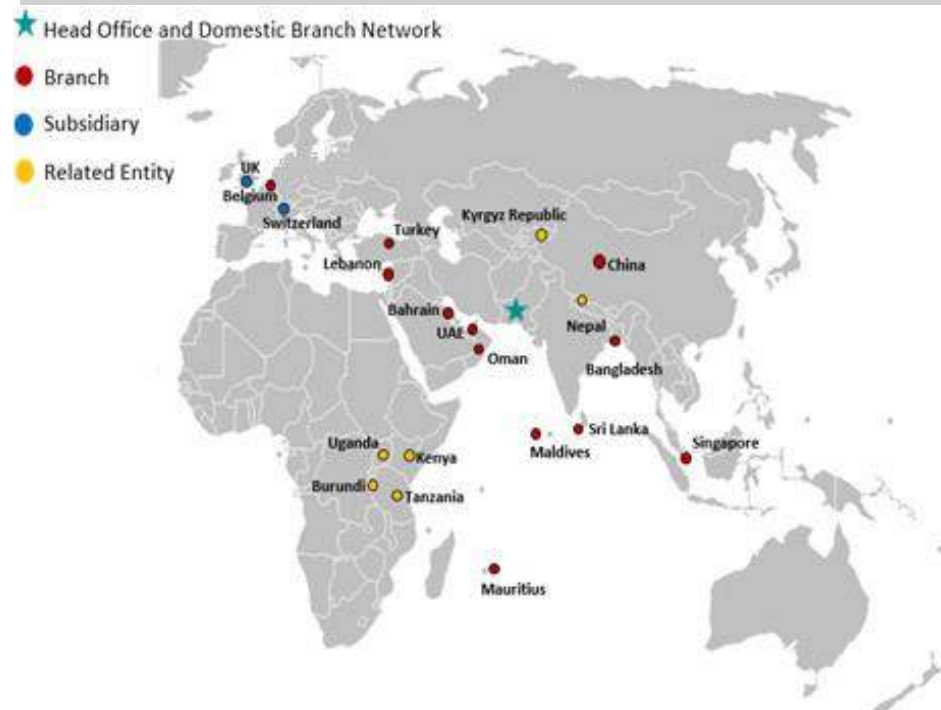 Head Office and Domestic Branch Network
Branch
Subsidiary
Related Entity
UK
Belgium
Switzerland
Turkey
Kyrgyz Republic
Lebanon
China
Bahrain
UAE
Oman
Nepal
Bangladesh
Sri Lanka
Maldives
Singapore
Uganda
Kenya
Burundi
Tanzania
Mauritius